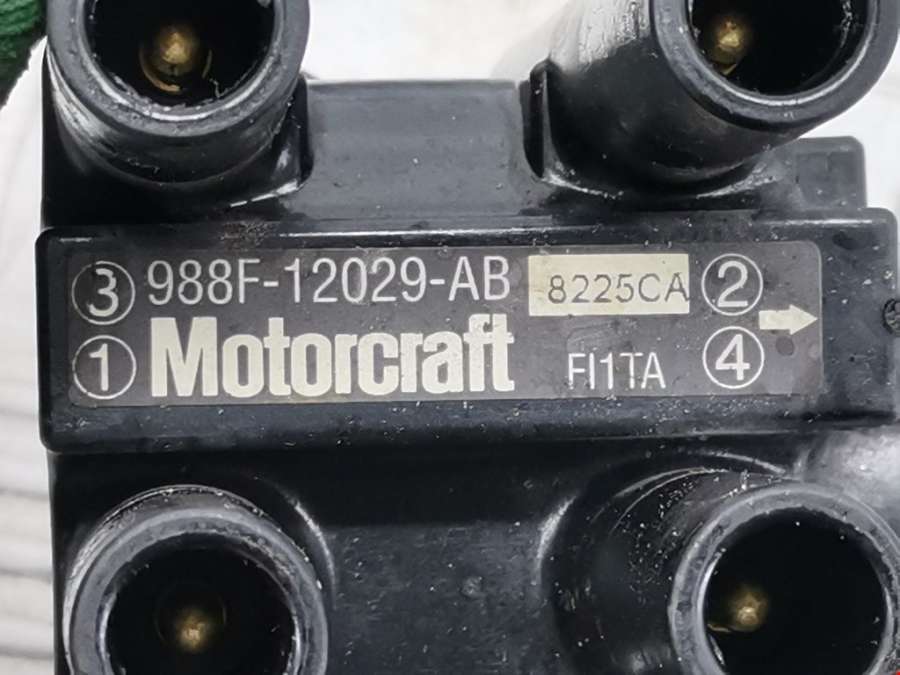 ③ 988F-12029-AB 8225CA ②
① Motorcraft FI1TA ④